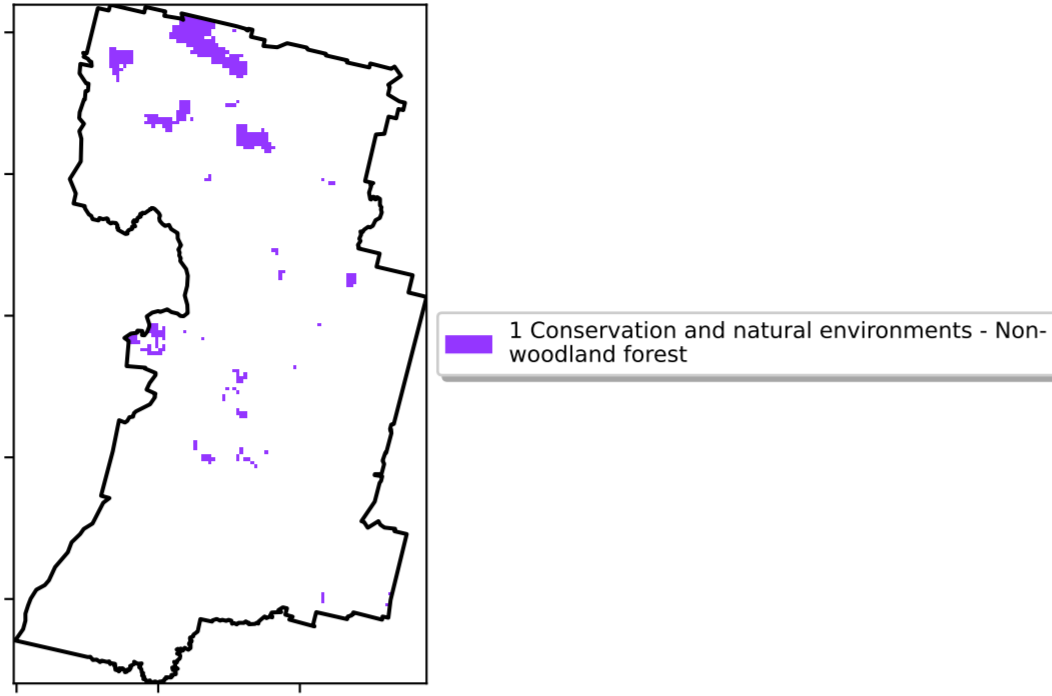 1 Conservation and natural environments - Non-
woodland forest